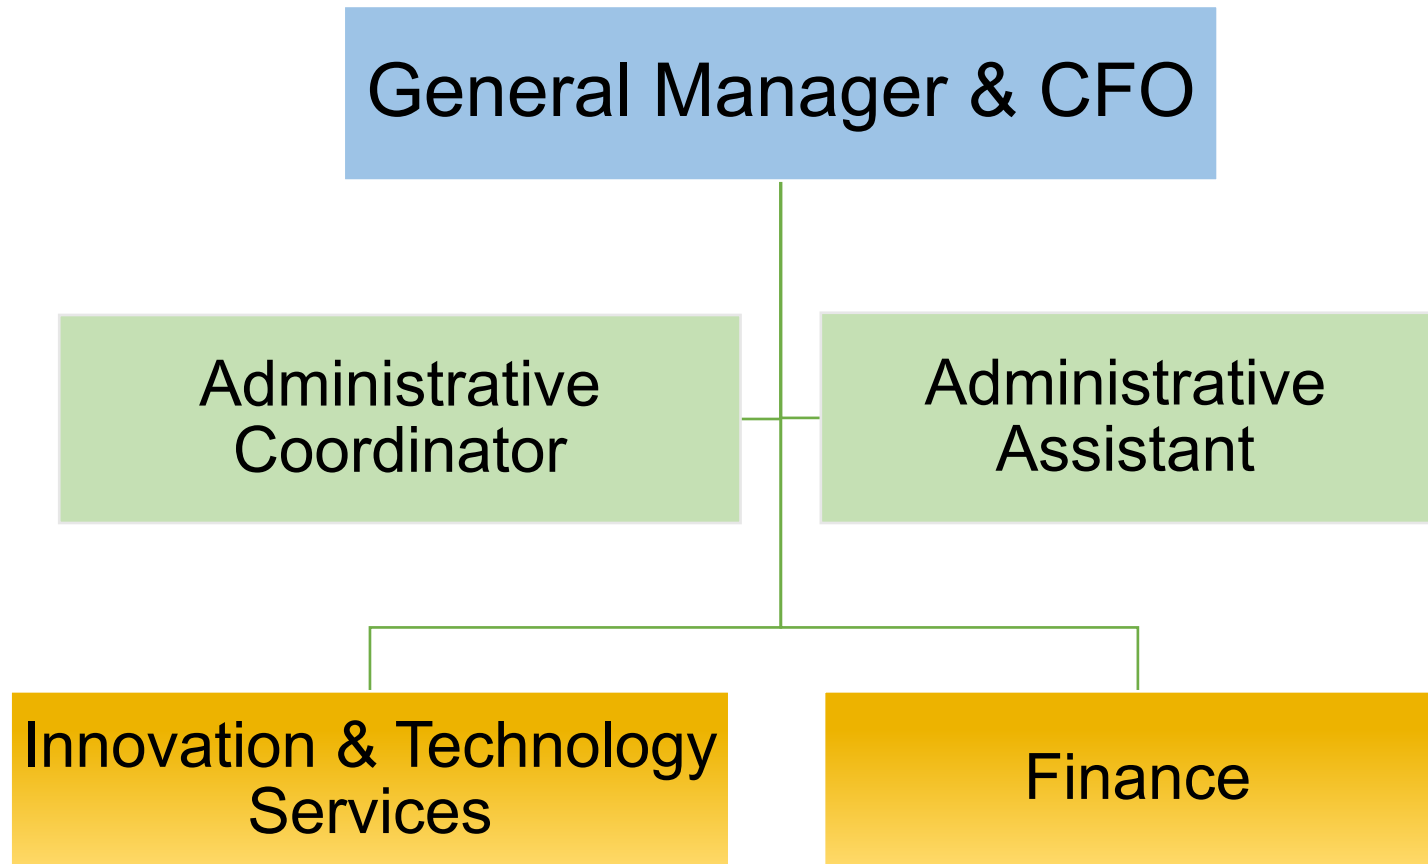 General Manager & CFO
Administrative
Coordinator
Administrative
Assistant
Innovation & Technology
Services
Finance